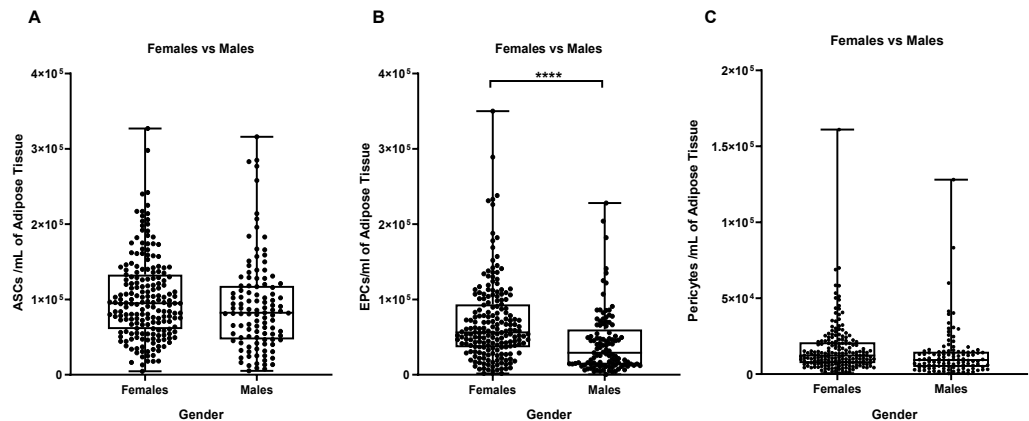 A
Females vs Males
ASCs /mL of Adipose Tissue
4×10⁵
3×10⁵
2×10⁵
1×10⁵
0
Females
Males
Gender
B
Females vs Males
****
EPCs/ml of Adipose Tissue
4×10⁵
3×10⁵
2×10⁵
1×10⁵
0
Females
Males
Gender
C
Females vs Males
Pericytes /mL of Adipose Tissue
2×10⁵
1×10⁵
5×10⁴
0
Females
Males
Gender